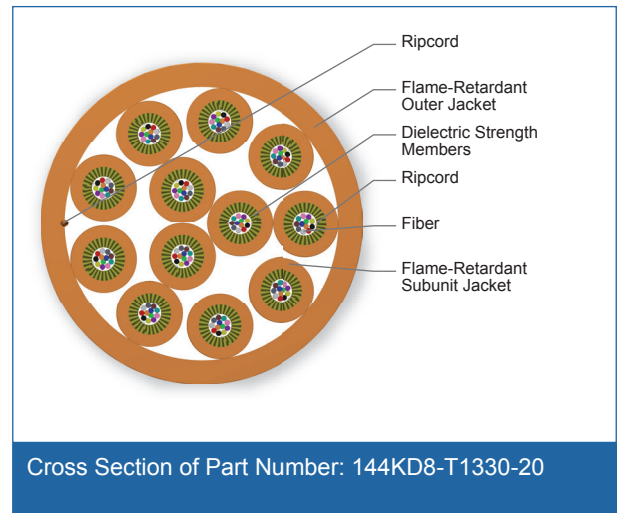 Ripcord
Flame-Retardant
Outer Jacket
Dielectric Strength
Members
Ripcord
Fiber
Flame-Retardant
Subunit Jacket
Cross Section of Part Number: 144KD8-T1330-20